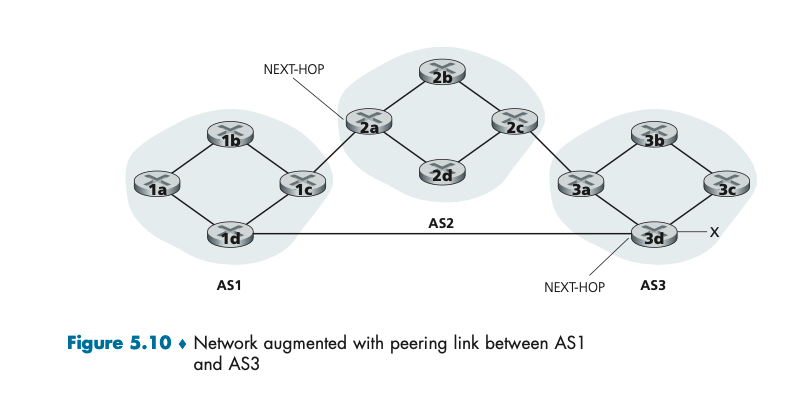 NEXT-HOP
2b
2a
2c
1b
2d
3b
1a
1c
3a
3c
1d
AS2
3d
X
AS1
NEXT-HOP
AS3
Figure 5.10 ♦ Network augmented with peering link between AS1
and AS3